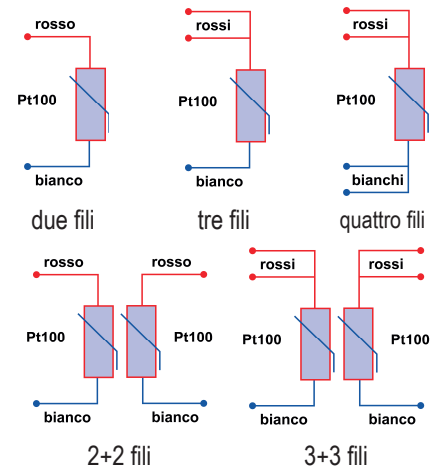 rosso
Pt100
bianco
due fili
rossi
Pt100
bianco
tre fili
rossi
Pt100
bianchi
quattro fili
rosso
rosso
Pt100
Pt100
bianco
bianco
2+2 fili
rossi
rossi
Pt100
Pt100
bianco
bianco
3+3 fili